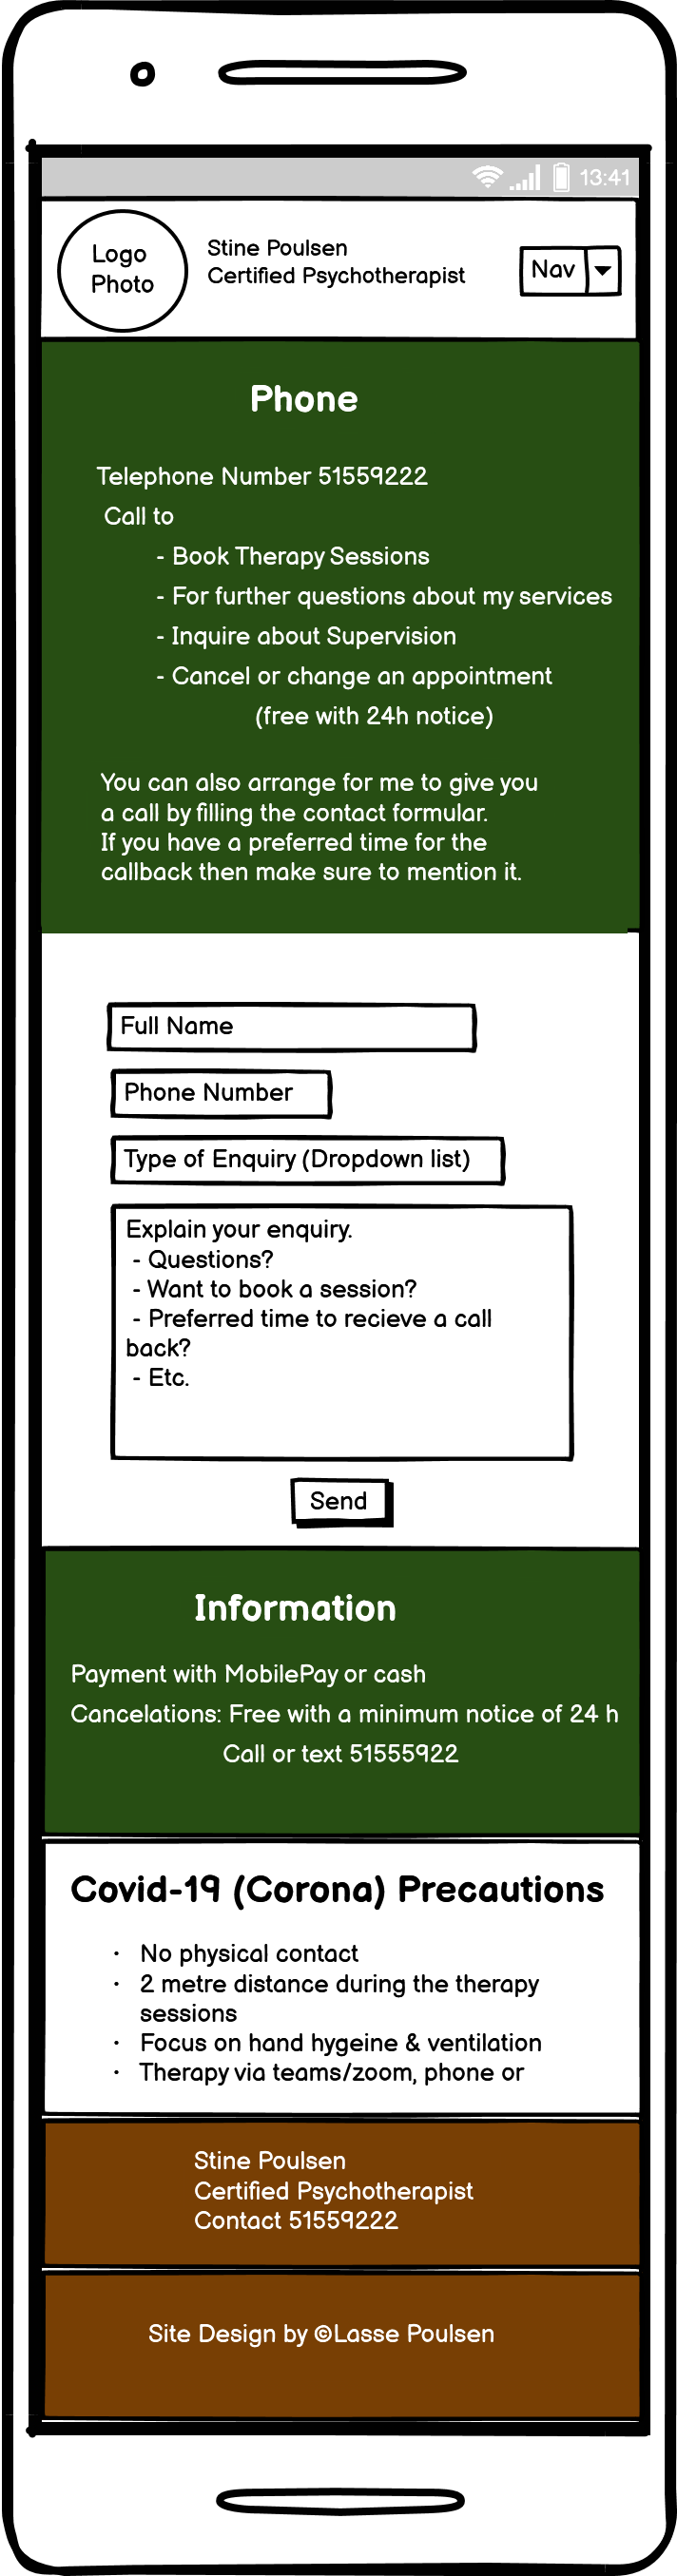 13:41
Logo
Photo
Stine Poulsen
Certified Psychotherapist
Nav
Phone
Telephone Number 51559222
Call to
- Book Therapy Sessions
- For further questions about my services
- Inquire about Supervision
- Cancel or change an appointment
(free with 24h notice)
You can also arrange for me to give you
a call by filling the contact formular.
If you have a preferred time for the
callback then make sure to mention it.
Full Name
Phone Number
Type of Enquiry (Dropdown list)
Explain your enquiry.
- Questions?
- Want to book a session?
- Preferred time to recieve a call
back?
- Etc.
Send
Information
Payment with MobilePay or cash
Cancelations: Free with a minimum notice of 24 h
Call or text 51555922
Covid-19 (Corona) Precautions
· No physical contact
· 2 metre distance during the therapy
sessions
· Focus on hand hygeine & ventilation
· Therapy via teams/zoom, phone or
Stine Poulsen
Certified Psychotherapist
Contact 51559222
Site Design by ©Lasse Poulsen